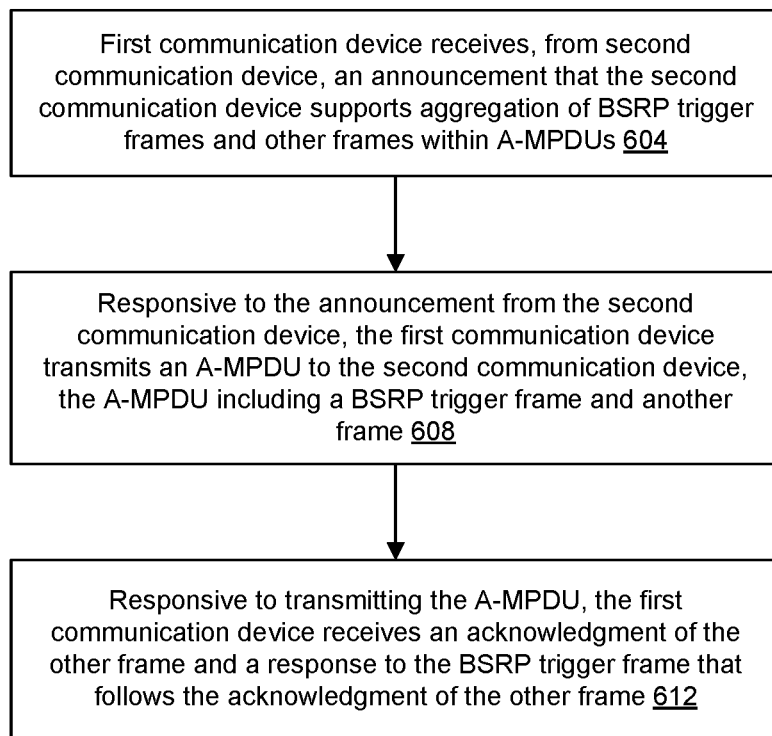 First communication device receives, from second
communication device, an announcement that the second
communication device supports aggregation of BSRP trigger
frames and other frames within A-MPDUs 604
Responsive to the announcement from the second
communication device, the first communication device
transmits an A-MPDU to the second communication device,
the A-MPDU including a BSRP trigger frame and another
frame 608
Responsive to transmitting the A-MPDU, the first
communication device receives an acknowledgment of the
other frame and a response to the BSRP trigger frame that
follows the acknowledgment of the other frame 612